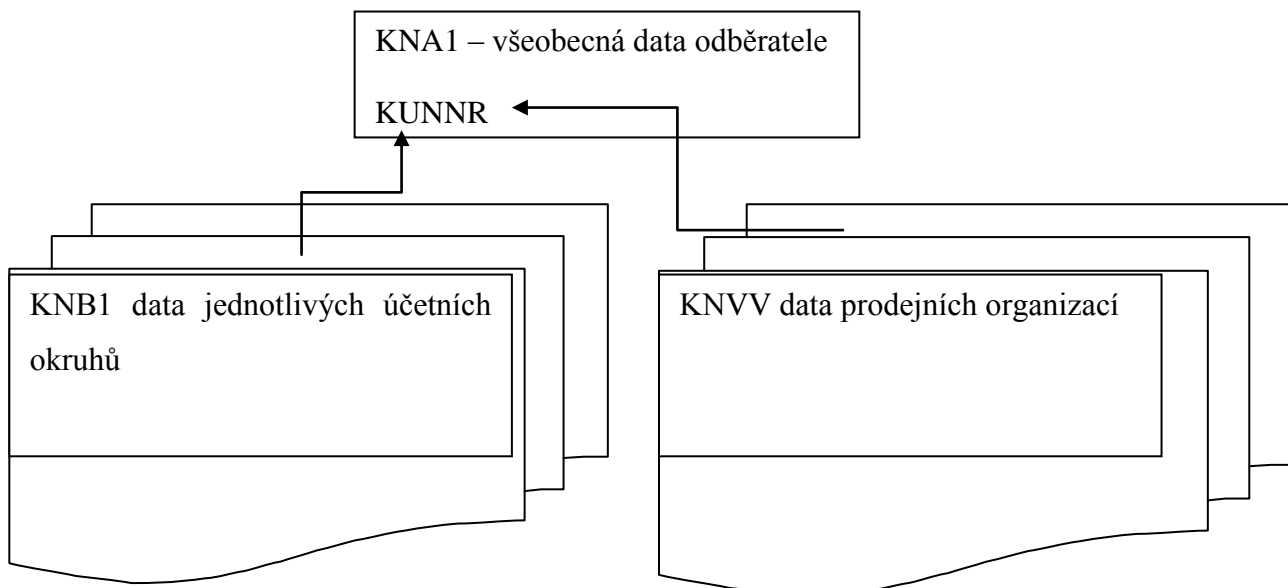 KNA1 – všeobecná data odběratele
KUNNR
KNB1 data jednotlivých účetních
okruhů
KNVV data prodejních organizací